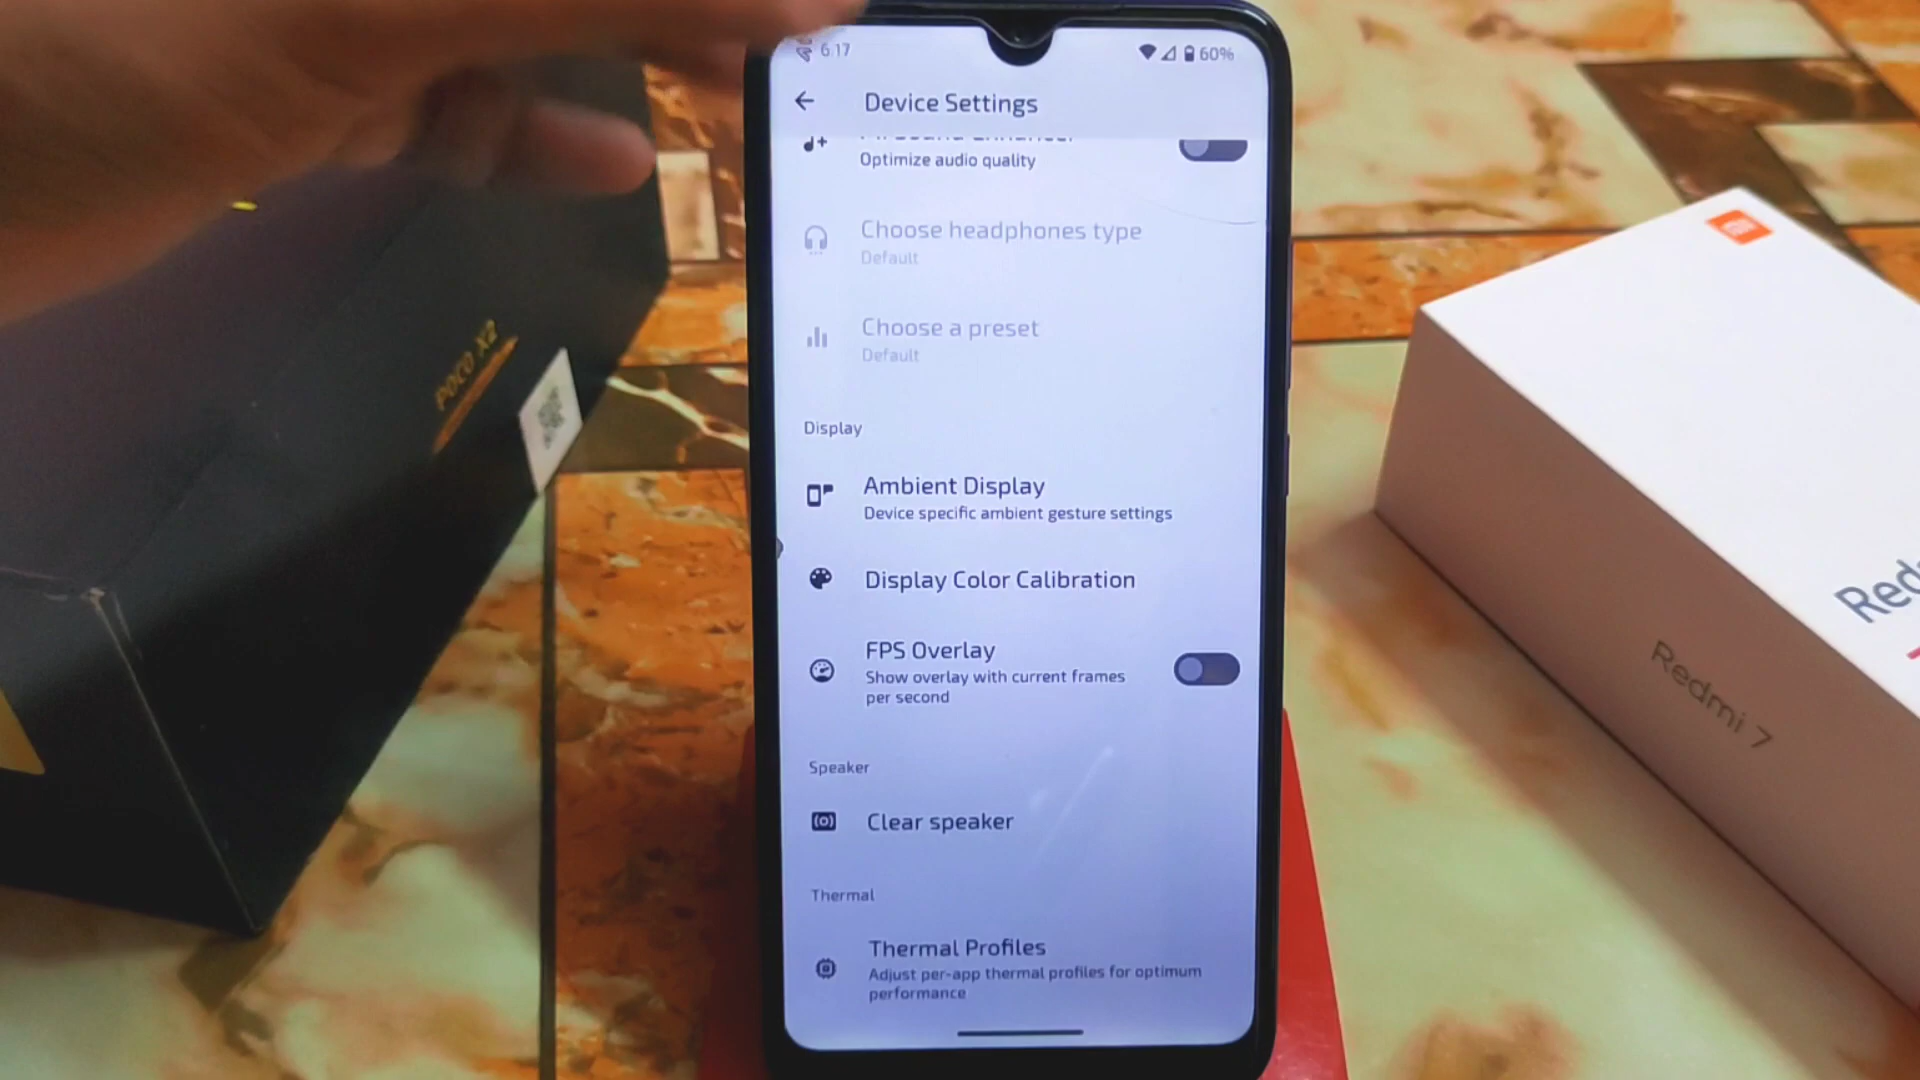 6:17
60%
Device Settings
Optimize audio quality
Choose headphones type
Default
Choose a preset
Default
Display
Ambient Display
Device specific ambient gesture settings
Display Color Calibration
FPS Overlay
Show overlay with current frames
per second
Speaker
Clear speaker
Thermal
Thermal Profiles
Adjust per-app thermal profiles for optimum
performance
POCO X2
Redmi 7